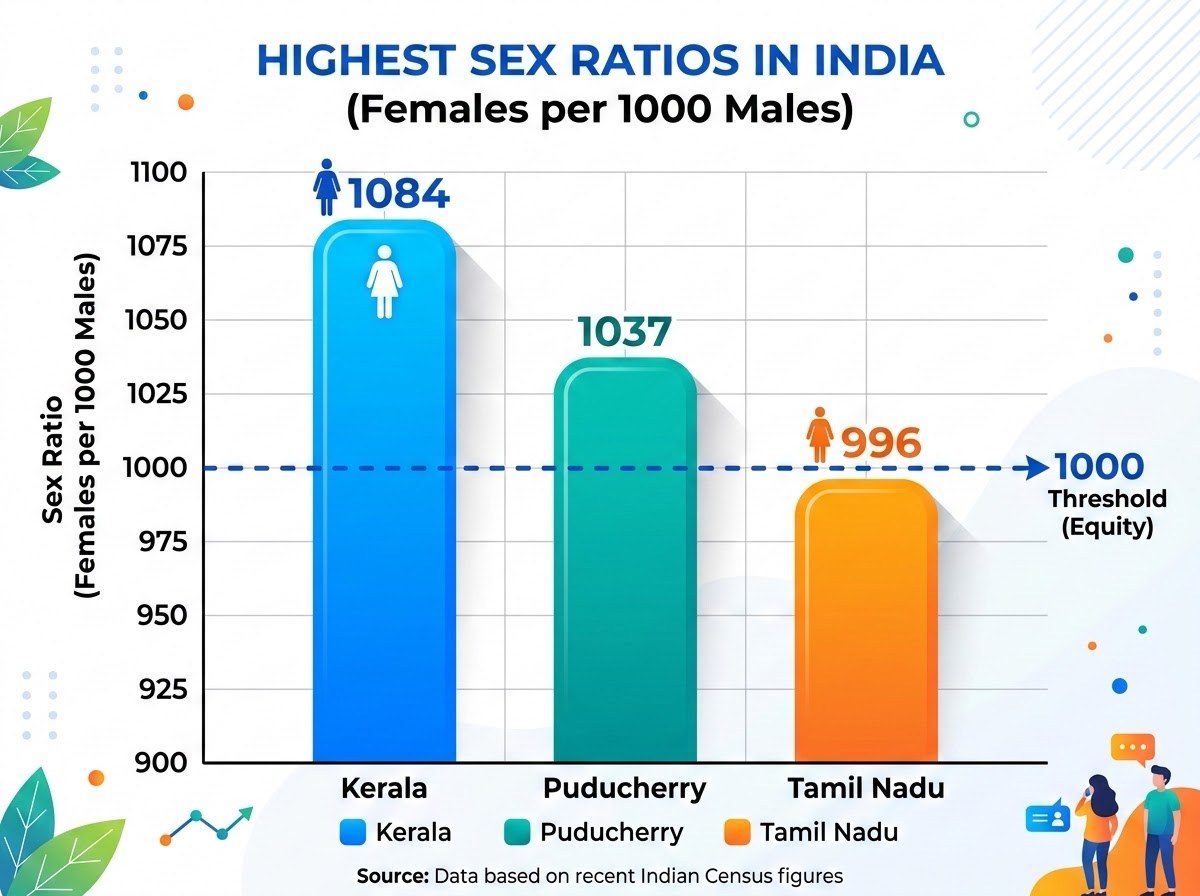 HIGHEST SEX RATIOS IN INDIA
(Females per 1000 Males)
Sex Ratio
(Females per 1000 Males)
1100
1075
1050
1025
1000
975
950
925
900
1084
1037
996
1000
Threshold
(Equity)
Kerala Puducherry Tamil Nadu
Kerala Puducherry Tamil Nadu
Source: Data based on recent Indian Census figures